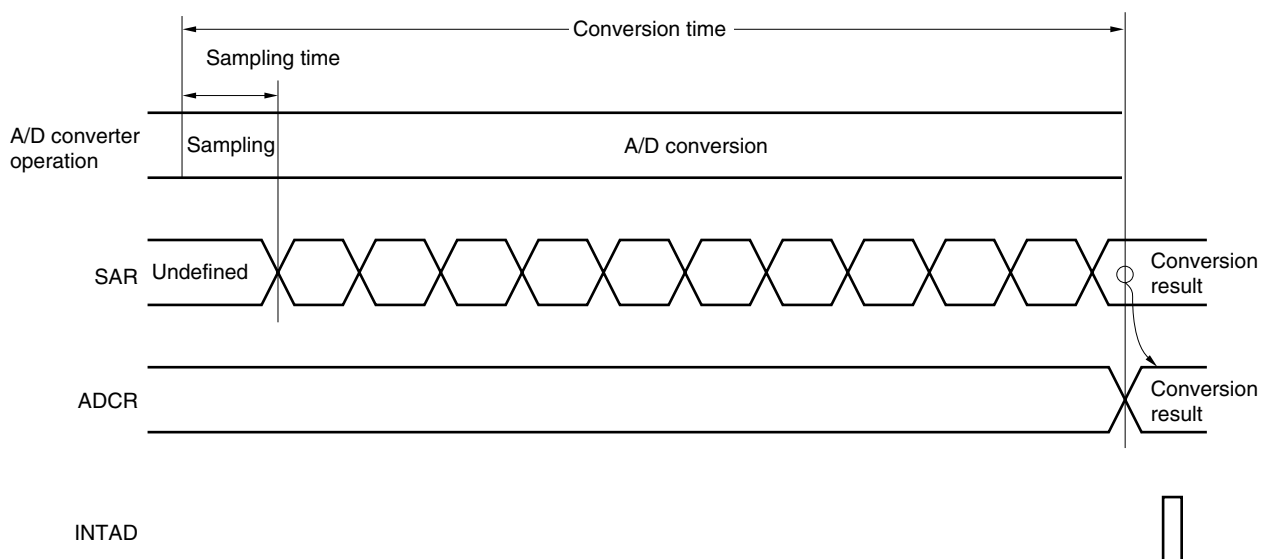 Conversion time
Sampling time
A/D converter
operation
Sampling
A/D conversion
SAR
Undefined
Conversion
result
ADCR
Conversion
result
INTAD